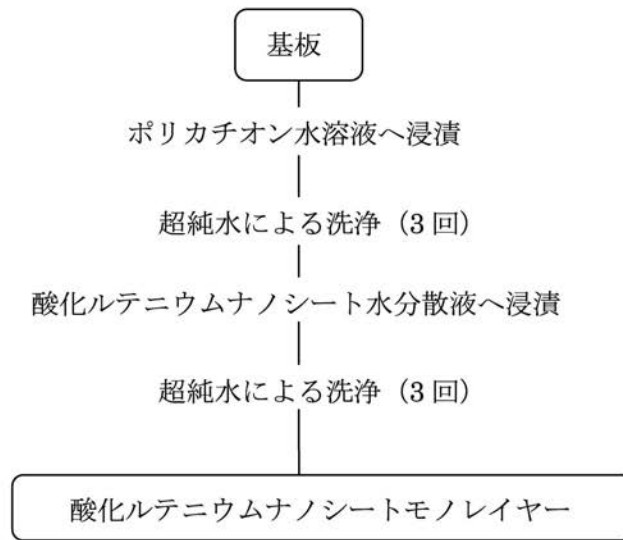 基板
ポリカチオン水溶液へ浸漬
超純水による洗浄（3 回）
酸化ルテニウムナノシート水分散液へ浸漬
超純水による洗浄（3 回）
酸化ルテニウムナノシートモノレイヤー